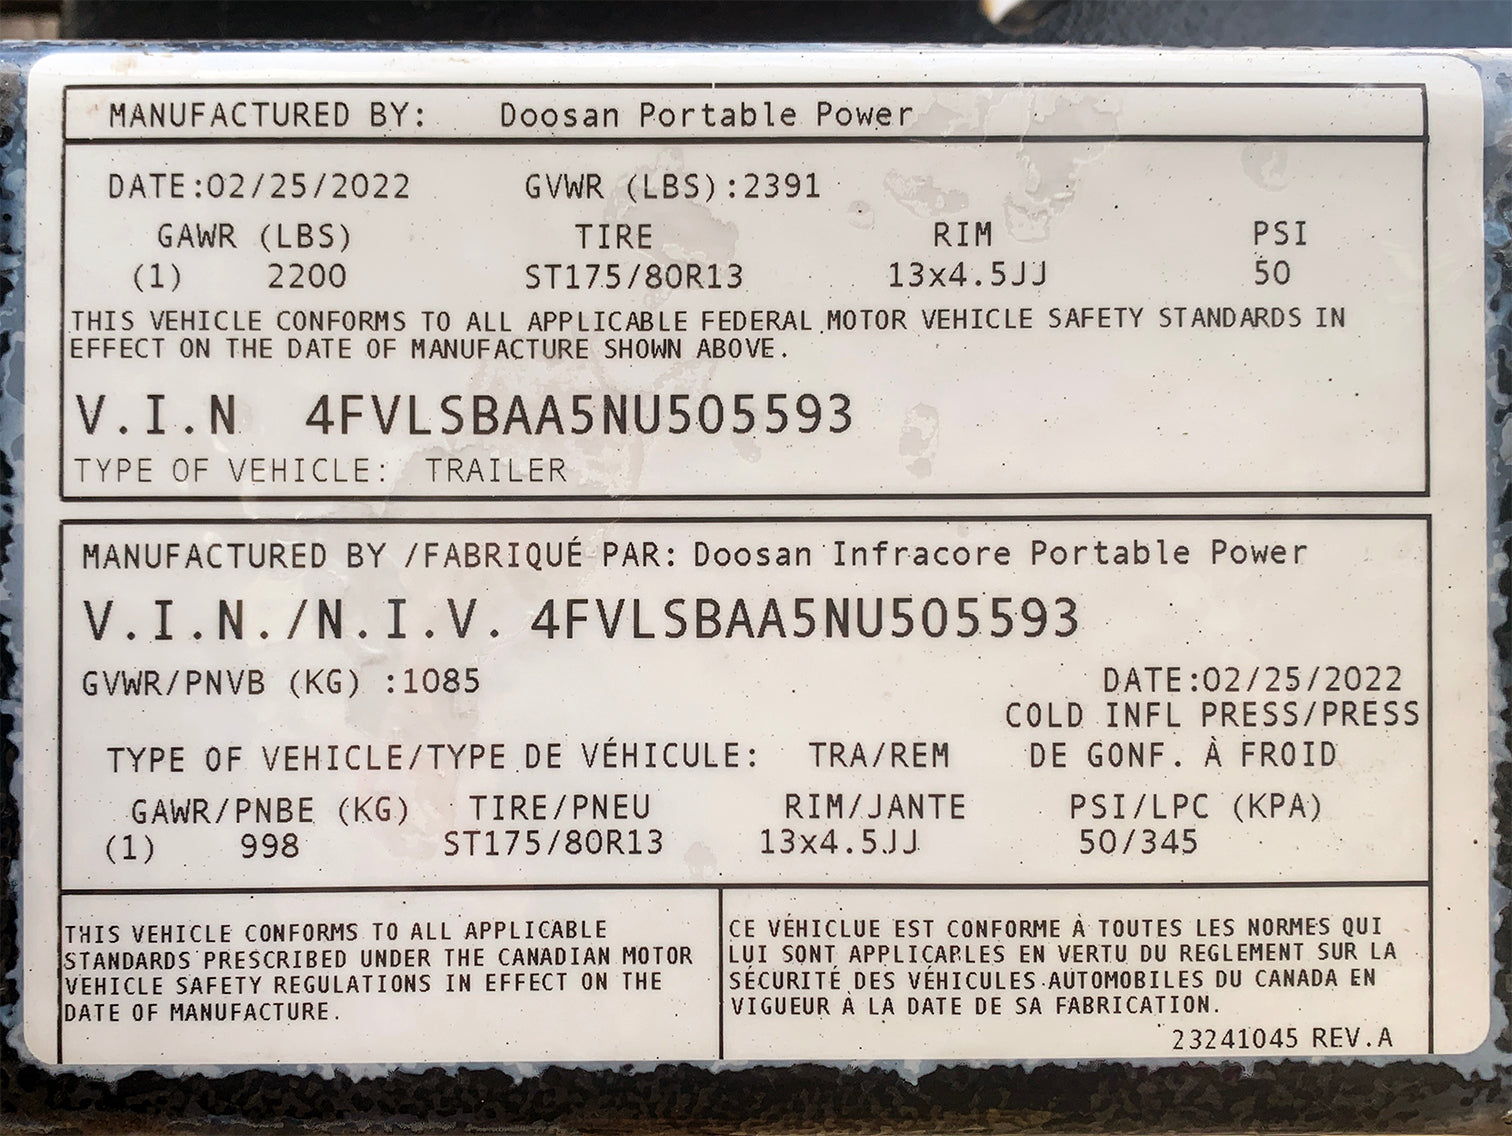 MANUFACTURED BY: Doosan Portable Power
DATE:02/25/2022 GVWR (LBS):2391
GAWR (LBS) TIRE RIM PSI
(1) 2200 ST175/80R13 13x4.5JJ 50
THIS VEHICLE CONFORMS TO ALL APPLICABLE FEDERAL MOTOR VEHICLE SAFETY STANDARDS IN
EFFECT ON THE DATE OF MANUFACTURE SHOWN ABOVE.
V.I.N 4FVLSBAA5NU505593
TYPE OF VEHICLE: TRAILER
MANUFACTURED BY /FABRIQUÉ PAR: Doosan Infracore Portable Power
V.I.N./N.I.V. 4FVLSBAA5NU505593
GVWR/PNVB (KG) :1085 DATE:02/25/2022
COLD INFL PRESS/PRESS
TYPE OF VEHICLE/TYPE DE VÉHICULE: TRA/REM DE GONF. À FROID
GAWR/PNBE (KG) TIRE/PNEU RIM/JANTE PSI/LPC (KPA)
(1) 998 ST175/80R13 13x4.5JJ 50/345
THIS VEHICLE CONFORMS TO ALL APPLICABLE
STANDARDS PRESCRIBED UNDER THE CANADIAN MOTOR
VEHICLE SAFETY REGULATIONS IN EFFECT ON THE
DATE OF MANUFACTURE.
CE VÉHICLUE EST CONFORME À TOUTES LES NORMES QUI
LUI SONT APPLICABLES EN VERTU DU REGLEMENT SUR LA
SÉCURITÉ DES VÉHICULES AUTOMOBILES DU CANADA EN
VIGUEUR À LA DATE DE SA FABRICATION.
23241045 REV.A